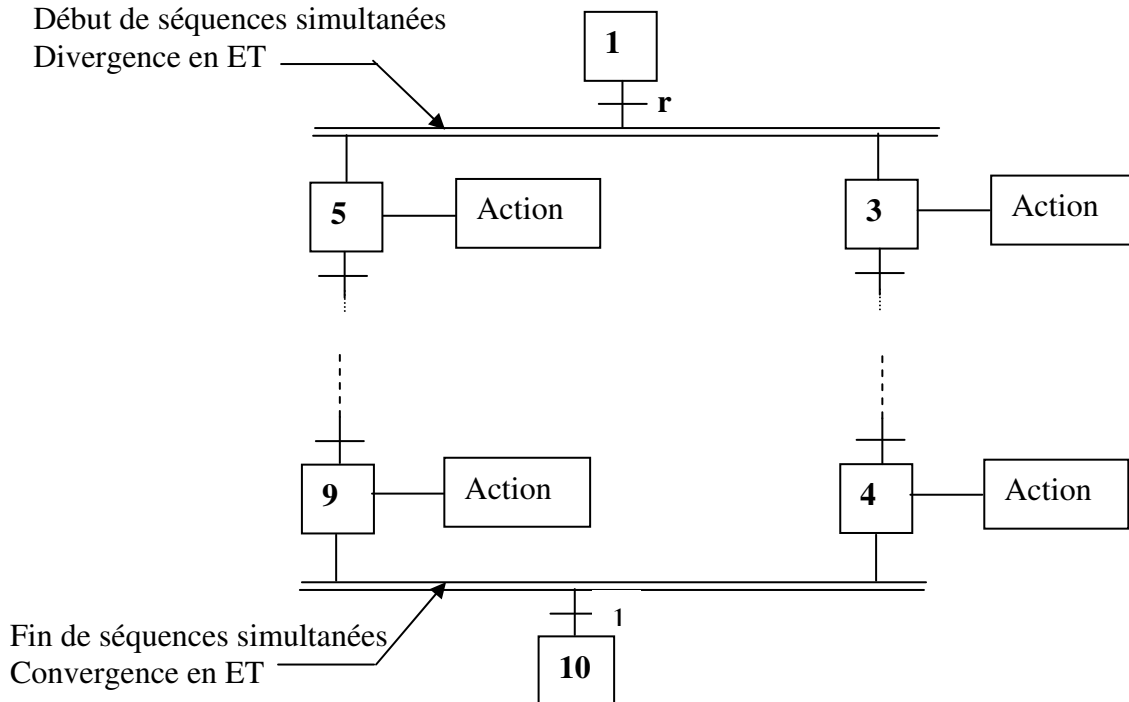 Début de séquences simultanées
Divergence en ET
1
r
5
Action
3
Action
9
Action
4
Action
1
Fin de séquences simultanées
Convergence en ET
10